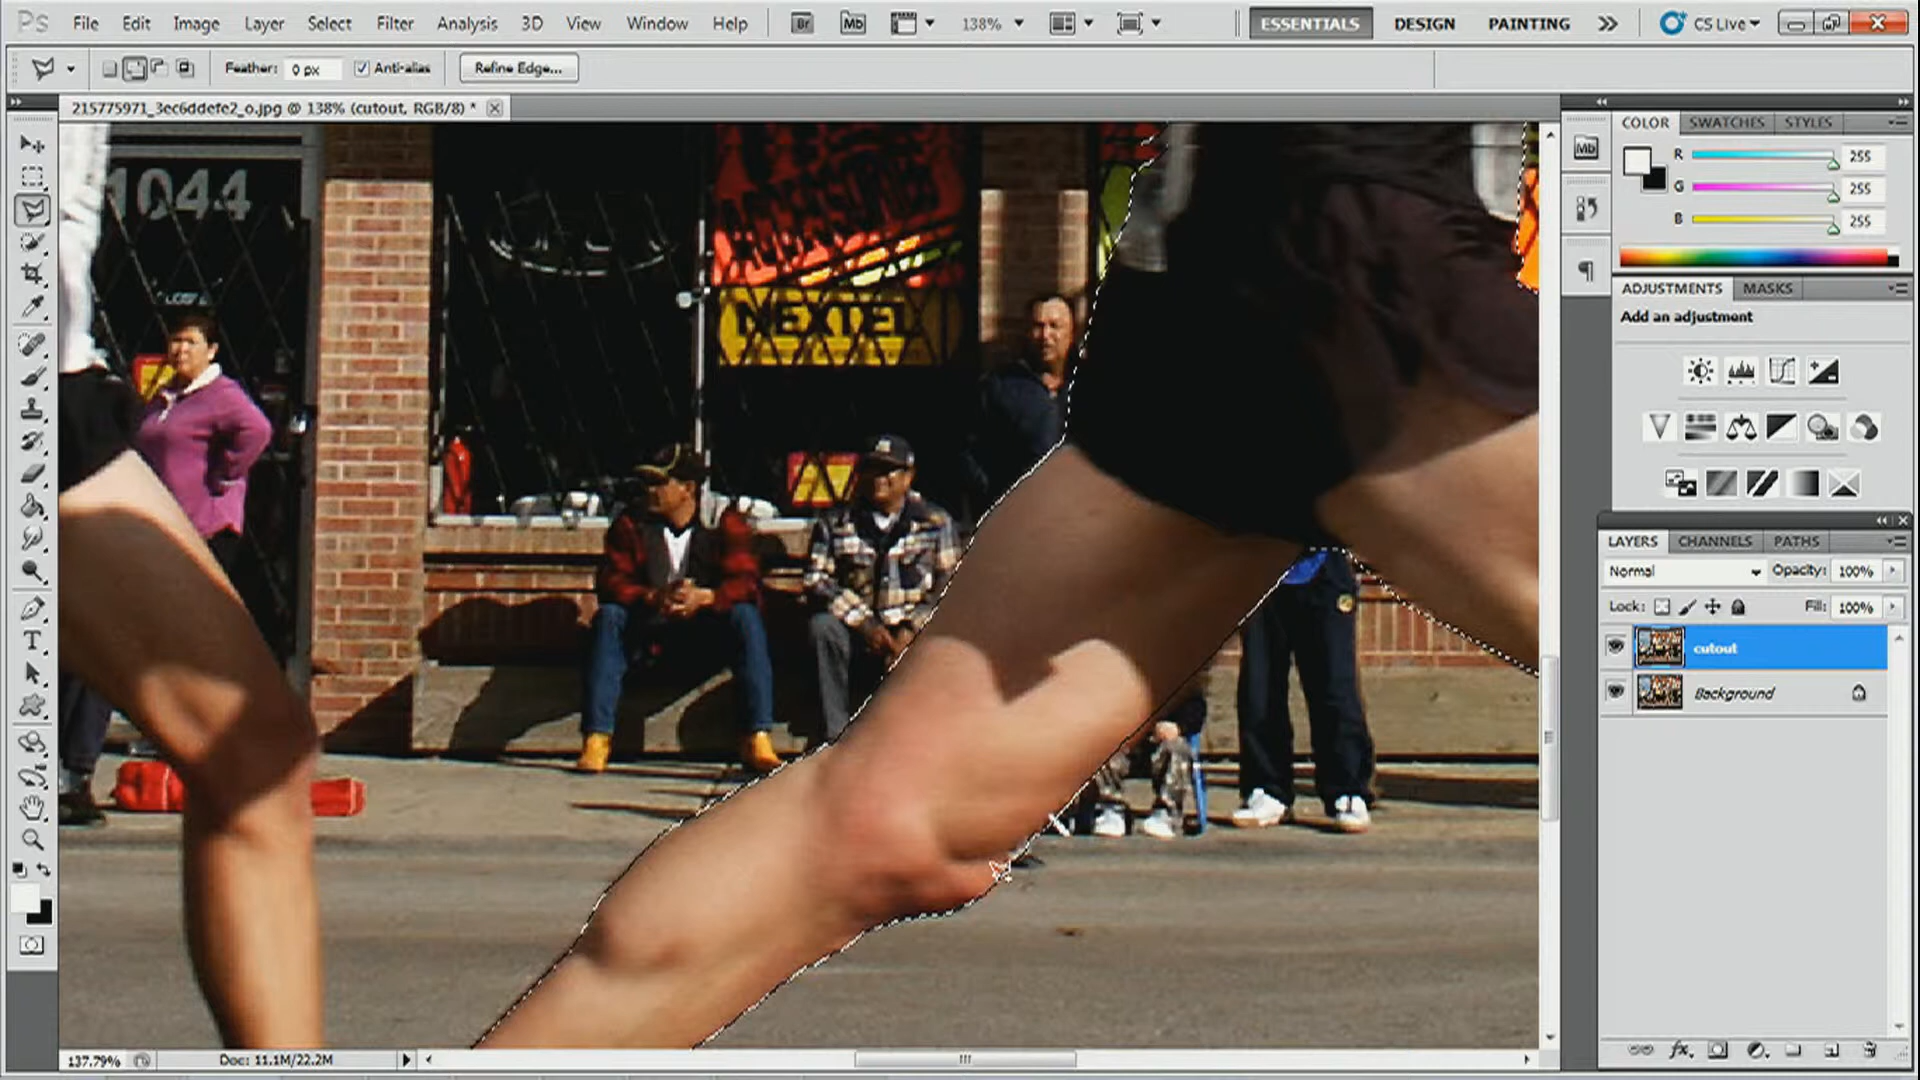 Ps File Edit Image Layer Select Filter Analysis 3D View Window Help Br Mb 138% ESSENTIALS DESIGN PAINTING CS Live
Feather: 0 px Anti-alias Refine Edge...
215775971_3ec6ddefe2_o.jpg @ 138% (cutout, RGB/8) *
COLOR SWATCHES STYLES
R 255
G 255
B 255
Mb
1044
NEXTEL
ADJUSTMENTS MASKS
Add an adjustment
LAYERS CHANNELS PATHS
Normal Opacity: 100%
Lock: Fill: 100%
cutout
Background
T
fx
137.79% Doc: 11.1M/22.2M